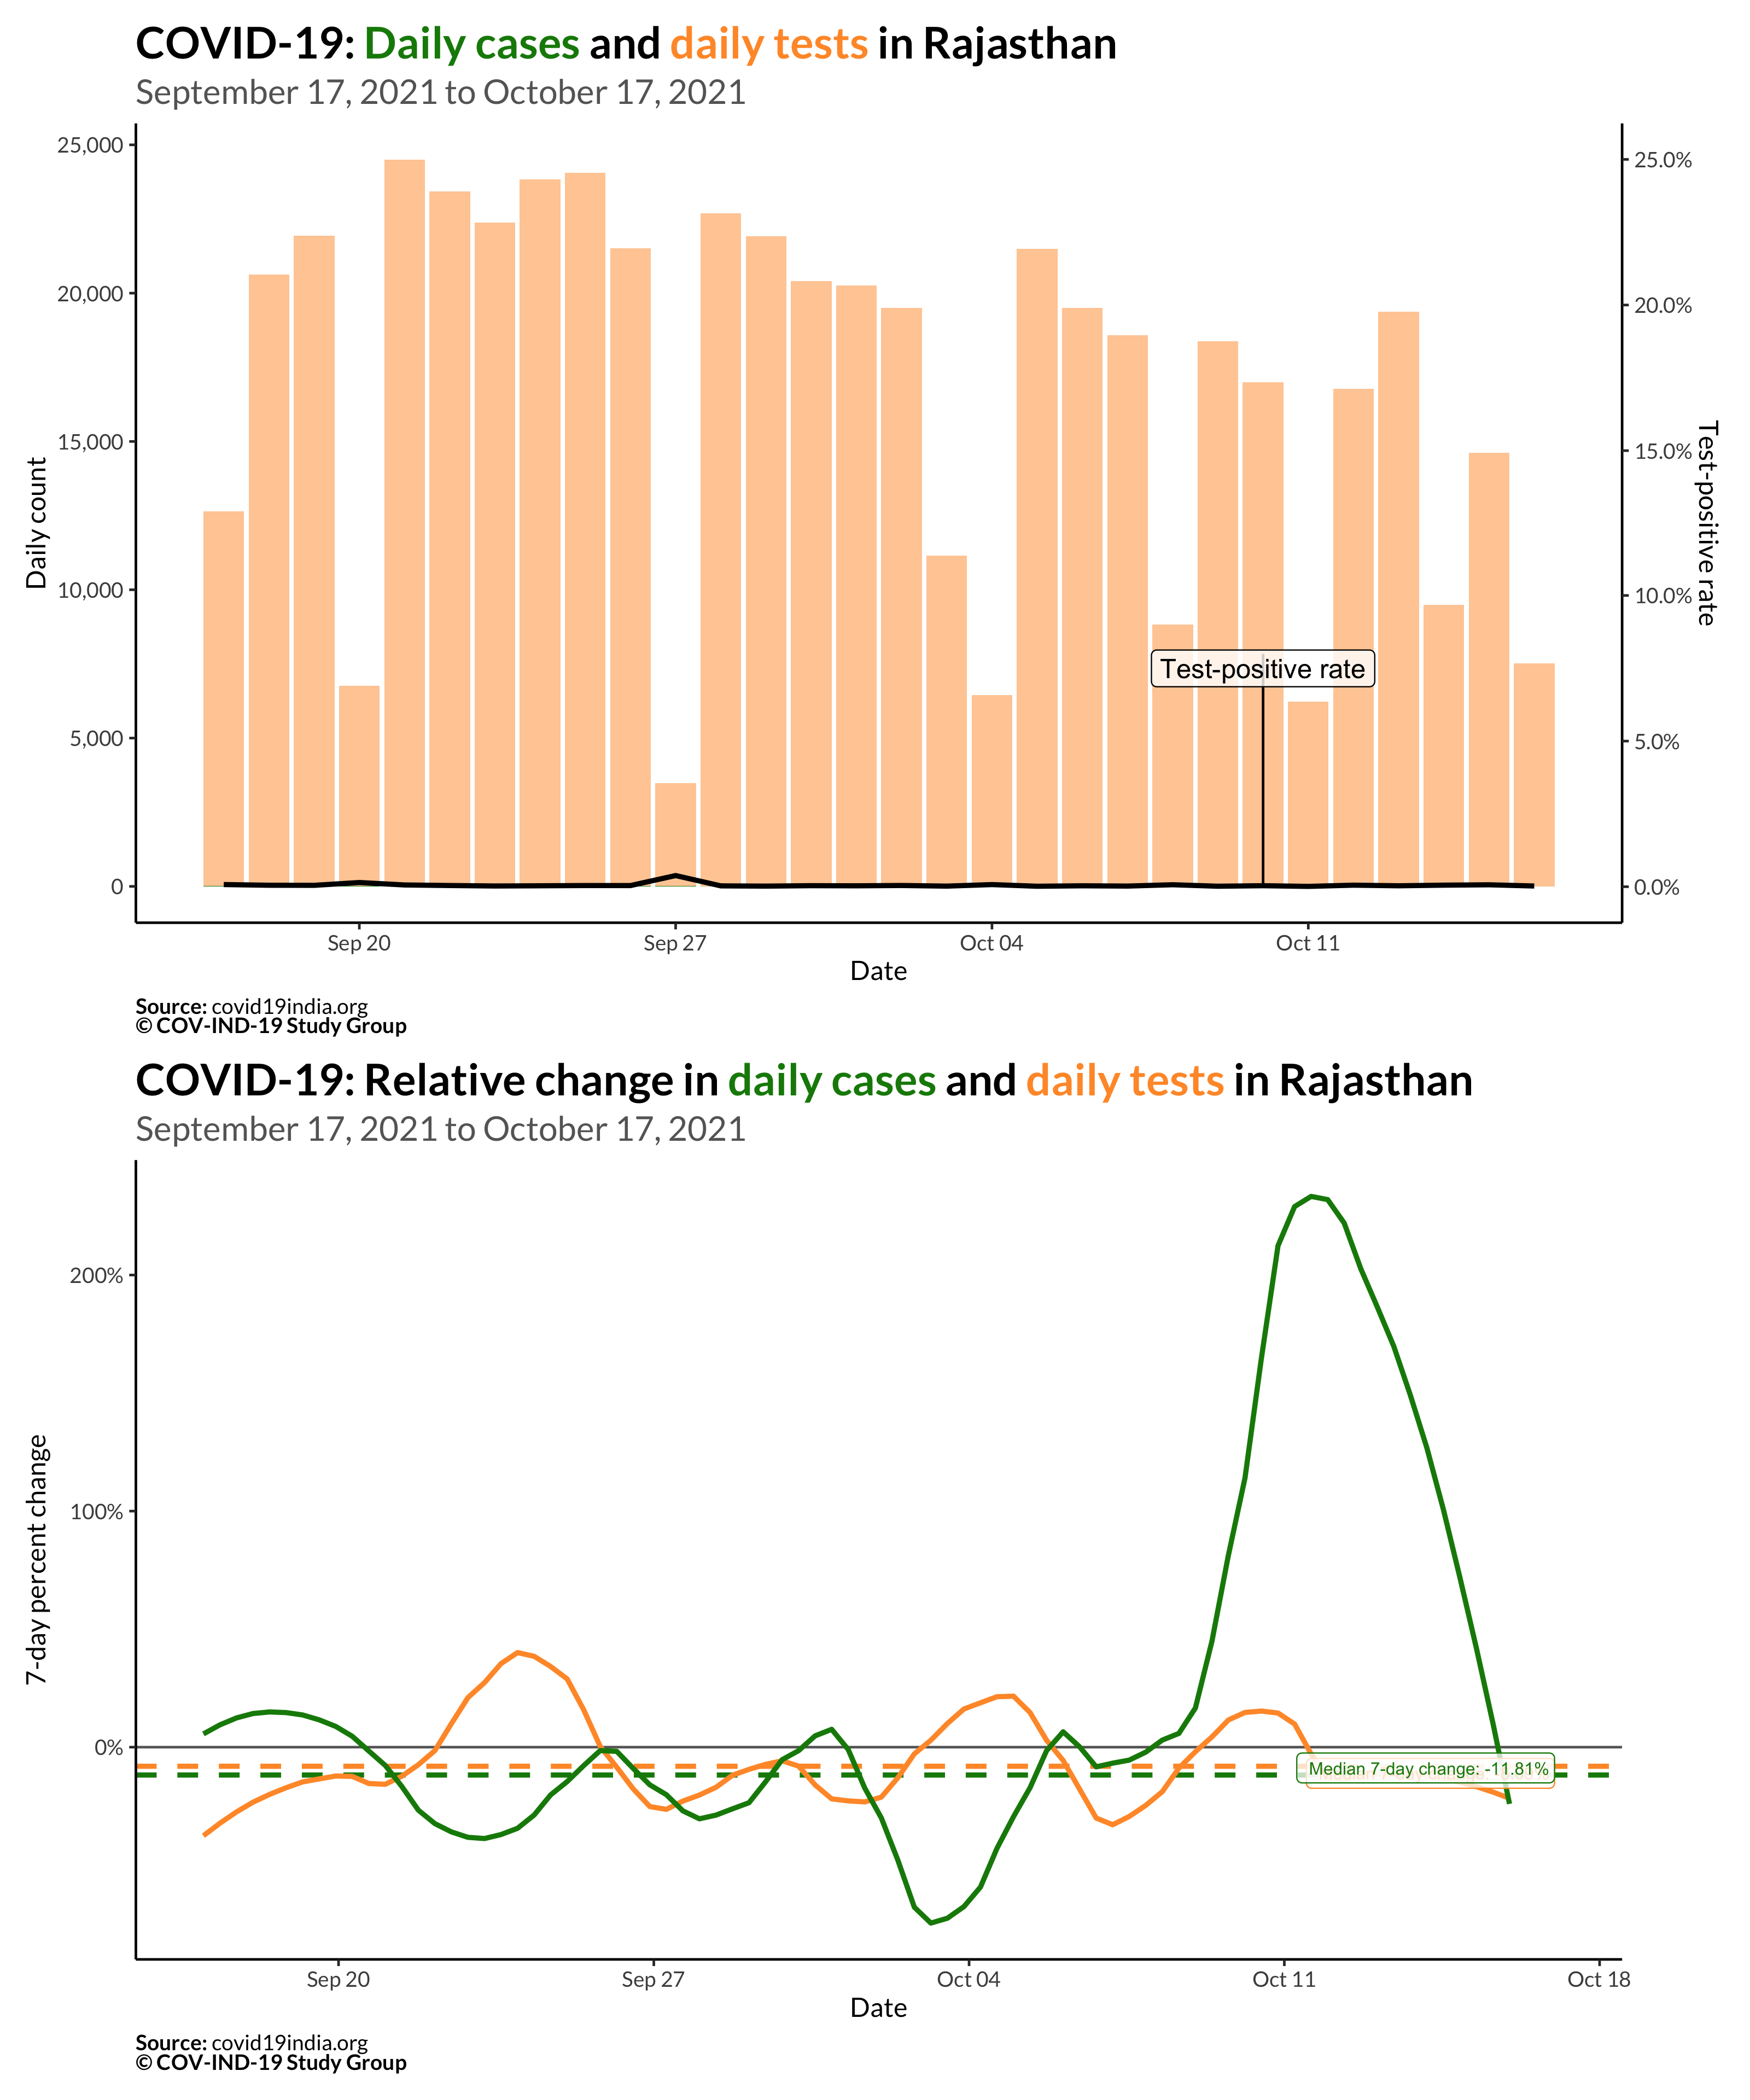 COVID-19: Daily cases and daily tests in Rajasthan
September 17, 2021 to October 17, 2021
25,000
20,000
15,000
10,000
5,000
0
Daily count
25.0%
20.0%
15.0%
10.0%
5.0%
0.0%
Test-positive rate
Test-positive rate
Sep 20
Sep 27
Oct 04
Oct 11
Date
Source: covid19india.org
© COV-IND-19 Study Group
COVID-19: Relative change in daily cases and daily tests in Rajasthan
September 17, 2021 to October 17, 2021
200%
100%
0%
7-day percent change
Median 7-day change: -11.81%
Sep 20
Sep 27
Oct 04
Oct 11
Oct 18
Date
Source: covid19india.org
© COV-IND-19 Study Group